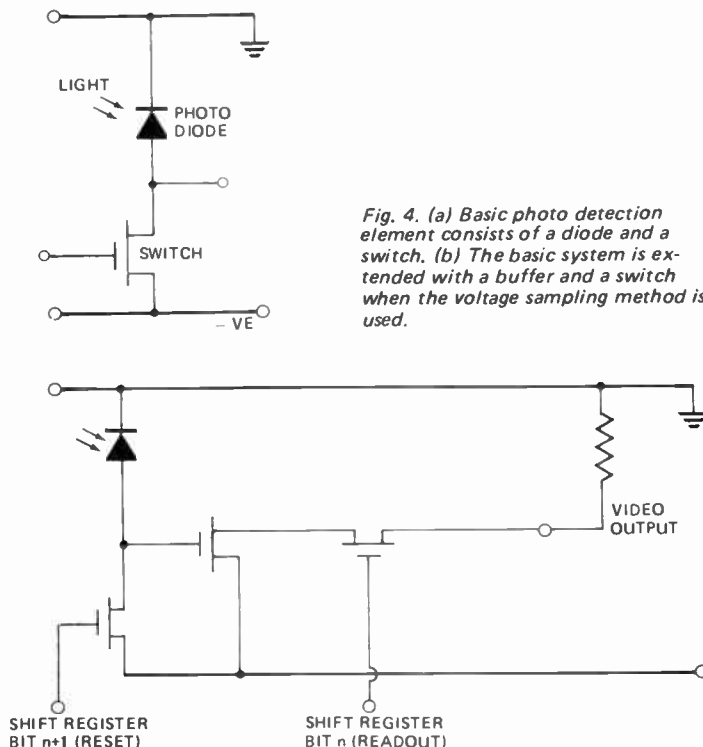 LIGHT
PHOTO
DIODE
SWITCH
– VE
Fig. 4. (a) Basic photo detection
element consists of a diode and a
switch. (b) The basic system is ex-
tended with a buffer and a switch
when the voltage sampling method is
used.
VIDEO
OUTPUT
SHIFT REGISTER
BIT n+1 (RESET)
SHIFT REGISTER
BIT n (READOUT)